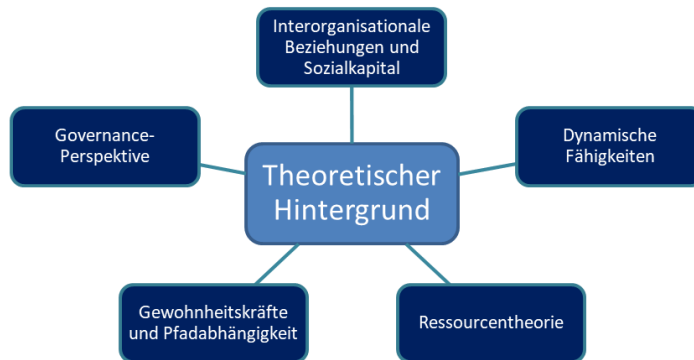 Interorganisationale
Beziehungen und
Sozialkapital
Governance-
Perspektive
Dynamische
Fähigkeiten
Theoretischer
Hintergrund
Gewohnheitskräfte
und Pfadabhängigkeit
Ressourcentheorie